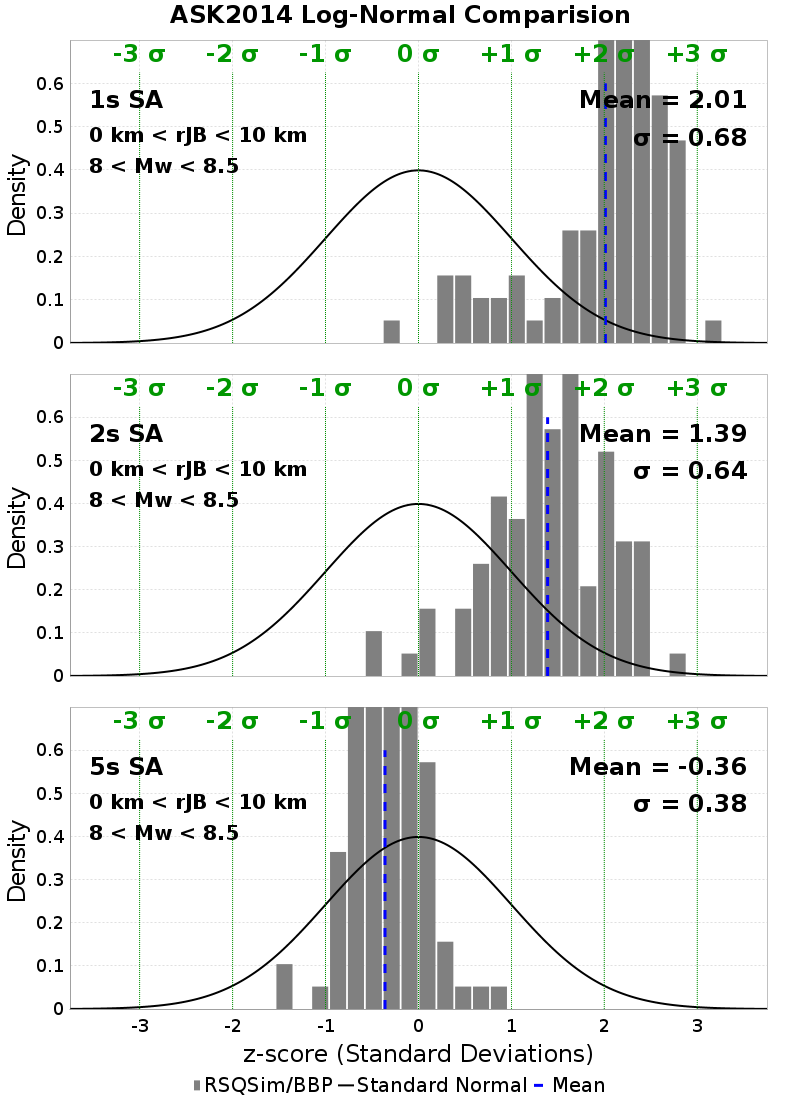 ASK2014 Log-Normal Comparision
-3 σ -2 σ -1 σ 0 σ +1 σ +2 σ +3 σ
1s SA
0 km < rJB < 10 km
8 < Mw < 8.5
Mean = 2.01
σ = 0.68
Density
0.6
0.5
0.4
0.3
0.2
0.1
0
-3 σ -2 σ -1 σ 0 σ +1 σ +2 σ +3 σ
2s SA
0 km < rJB < 10 km
8 < Mw < 8.5
Mean = 1.39
σ = 0.64
Density
0.6
0.5
0.4
0.3
0.2
0.1
0
-3 σ -2 σ -1 σ 0 σ +1 σ +2 σ +3 σ
5s SA
0 km < rJB < 10 km
8 < Mw < 8.5
Mean = -0.36
σ = 0.38
Density
0.6
0.5
0.4
0.3
0.2
0.1
0
-3 -2 -1 0 1 2 3
z-score (Standard Deviations)
RSQSim/BBP Standard Normal Mean